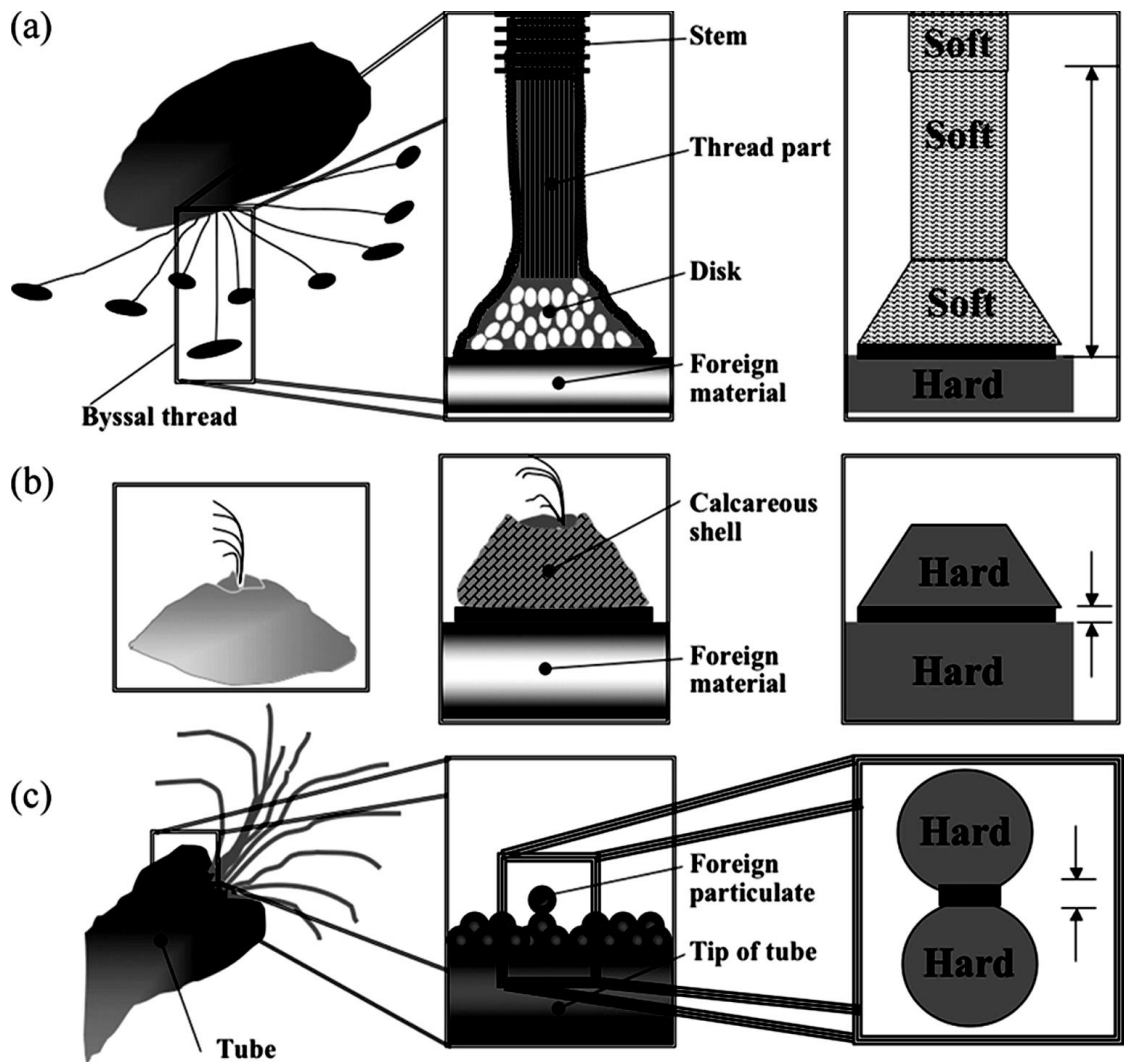 (a)
Stem
Thread part
Disk
Foreign
material
Byssal thread
Soft
Soft
Soft
Hard
(b)
Calcareous
shell
Foreign
material
Hard
Hard
(c)
Foreign
particulate
Tip of tube
Tube
Hard
Hard